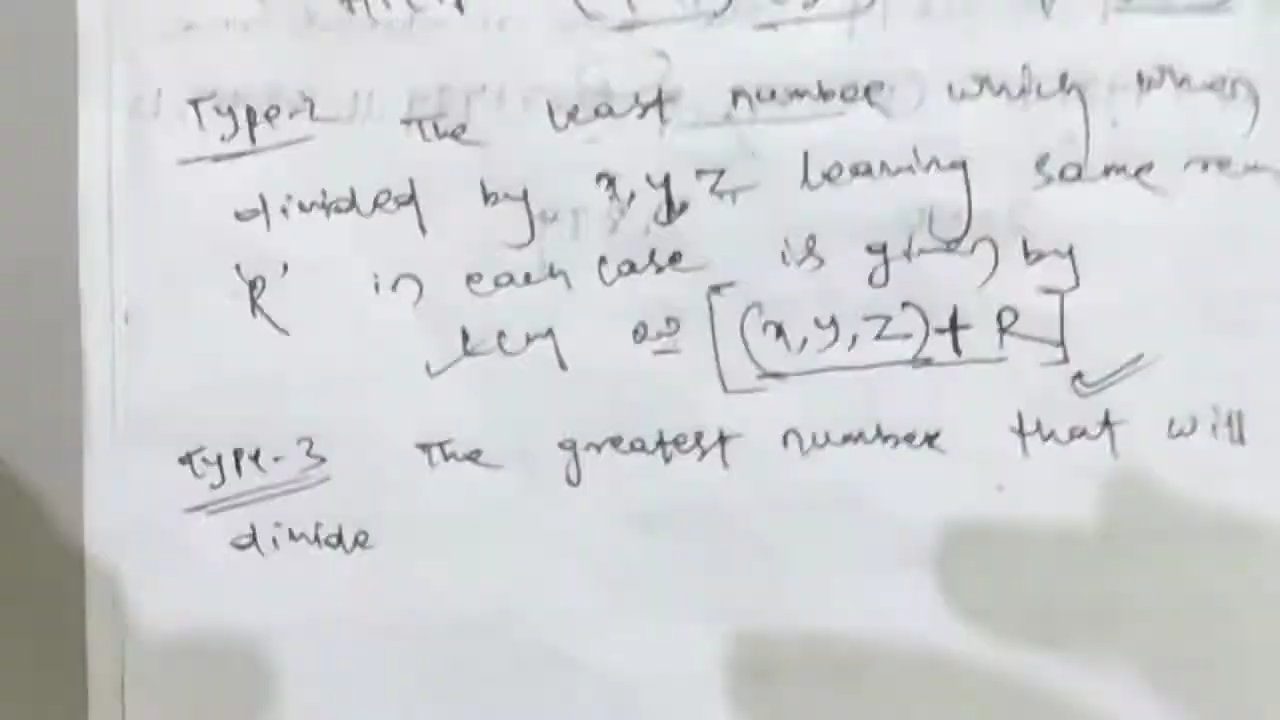 Type-2 The least number which when
divided by x, y, z leaving same rem
'R' in each case is given by
LCM of [(x, y, z) + R]
Type-3 The greatest number that will
divide